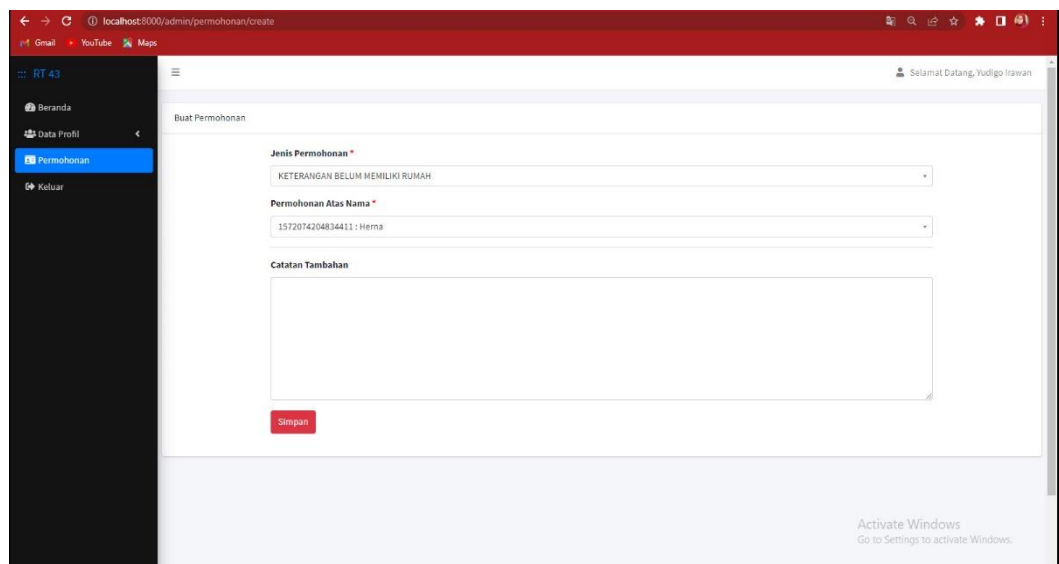 localhost:8000/admin/permohonan/create
Gmail YouTube Maps
RT 43
Selamat Datang, Yudigo Irawan
Beranda
Data Profil
Permohonan
Keluar
Buat Permohonan
Jenis Permohonan *
KETERANGAN BELUM MEMILIKI RUMAH
Permohonan Atas Nama *
1572074204834411 : Herna
Catatan Tambahan
Simpan
Activate Windows
Go to Settings to activate Windows.